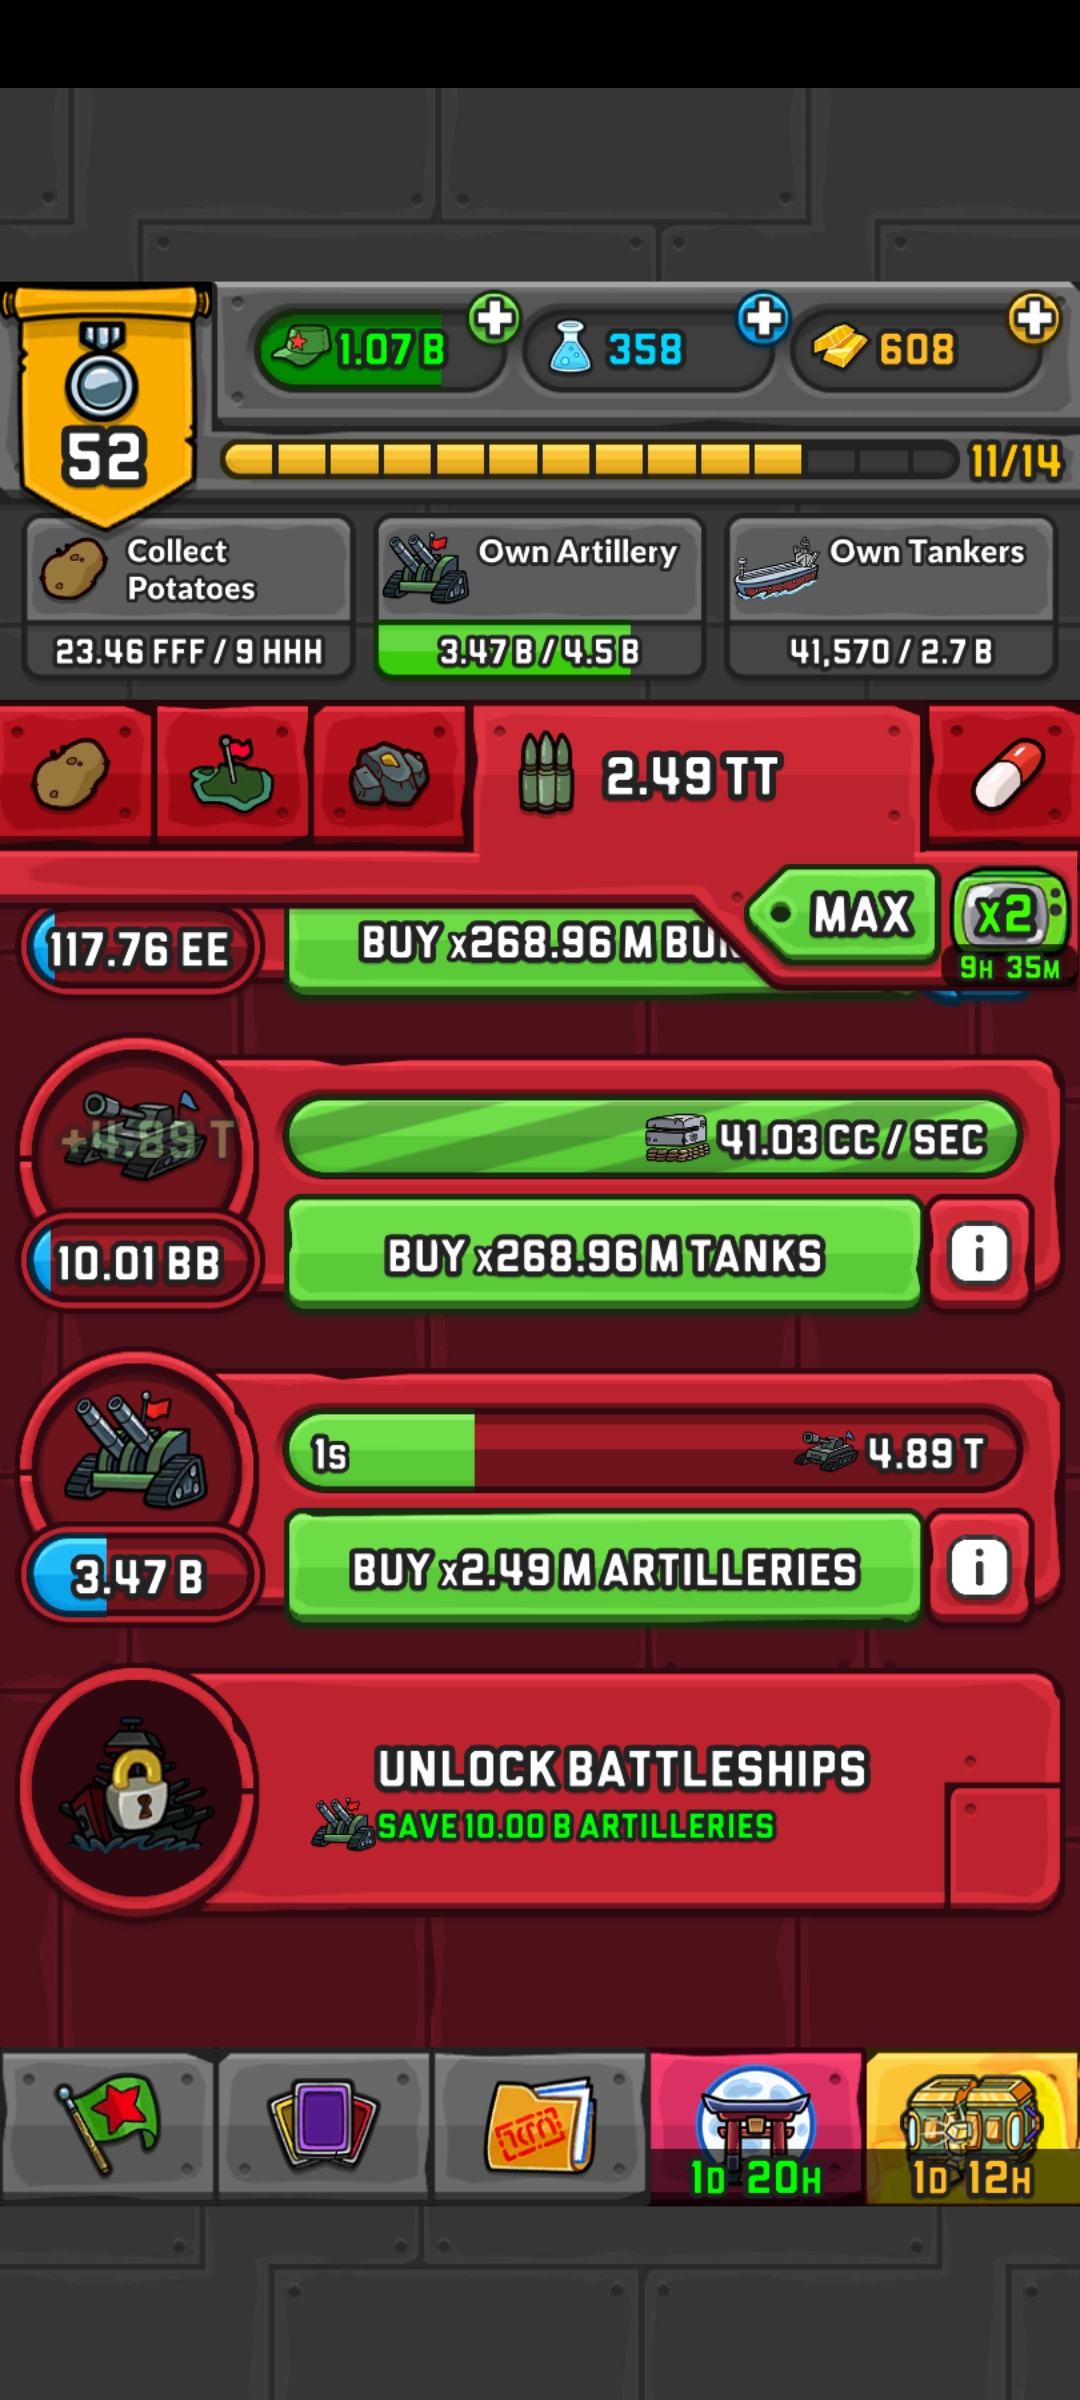 1.07 B
358
608
52
11/14
Collect
Potatoes
23.46 FFF / 9 HHH
Own Artillery
3.47 B / 4.5 B
Own Tankers
41,570 / 2.7 B
2.49 TT
MAX
x2
9H 35M
117.76 EE
BUY x268.96 M
+4.89 T
41.03 CC / SEC
10.01 BB
BUY x268.96 M TANKS
i
1s
4.89 T
3.47 B
BUY x2.49 M ARTILLERIES
i
UNLOCK BATTLESHIPS
SAVE 10.00 B ARTILLERIES
1D 20H
1D 12H